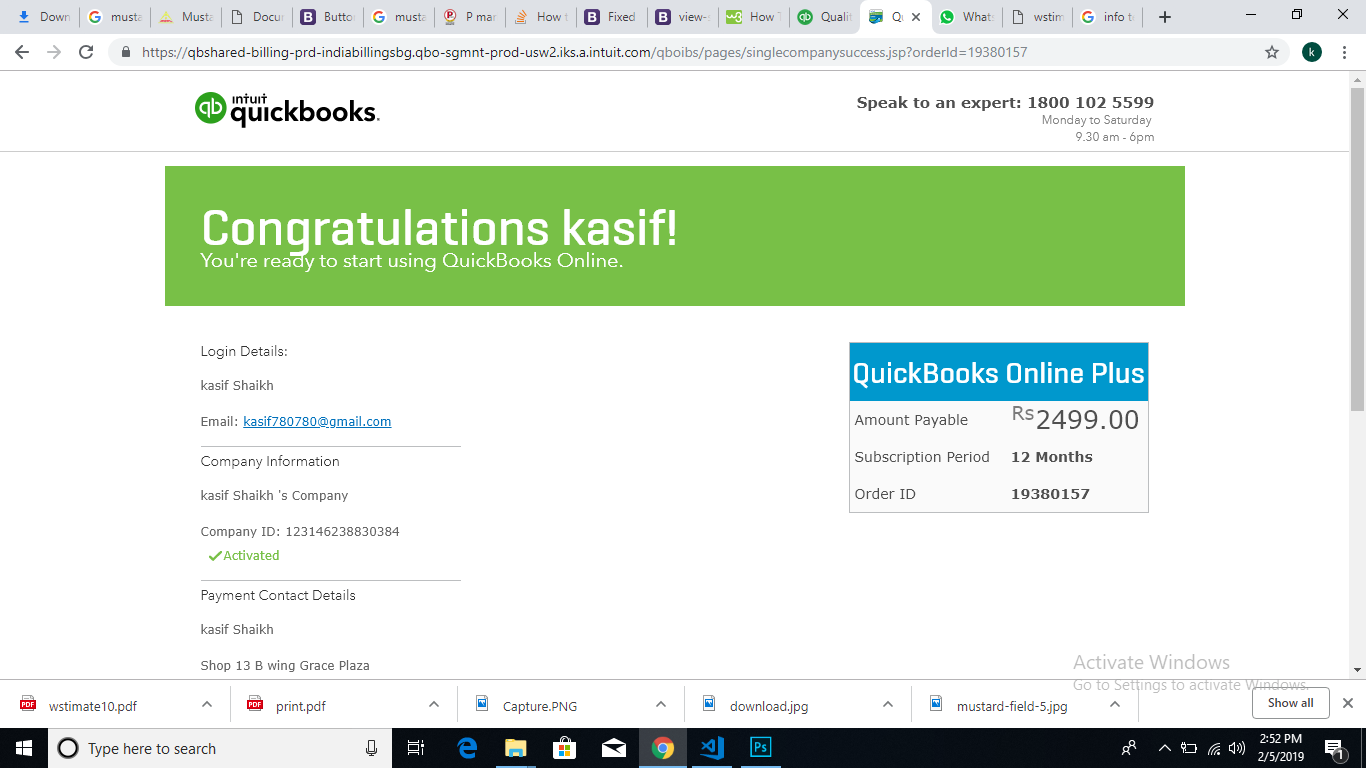 Down
musta
Musta
Docur
Butto
musta
P mar
How t
Fixed
view-s
How T
Qualit
Qu
What
wstim
info t
https://qbshared-billing-prd-indiabillingsbg.qbo-sgmnt-prod-usw2.iks.a.intuit.com/qboibs/pages/singlecompanysuccess.jsp?orderId=19380157
k
intuit
qb quickbooks.
Speak to an expert: 1800 102 5599
Monday to Saturday
9.30 am - 6pm
Congratulations kasif!
You're ready to start using QuickBooks Online.
Login Details:
kasif Shaikh
Email: kasif780780@gmail.com
Company Information
kasif Shaikh 's Company
Company ID: 123146238830384
Activated
Payment Contact Details
kasif Shaikh
Shop 13 B wing Grace Plaza
QuickBooks Online Plus
Amount Payable Rs2499.00
Subscription Period 12 Months
Order ID 19380157
Activate Windows
Go to Settings to activate Windows.
wstimate10.pdf
print.pdf
Capture.PNG
download.jpg
mustard-field-5.jpg
Show all
Type here to search
Ps
2:52 PM
2/5/2019
1